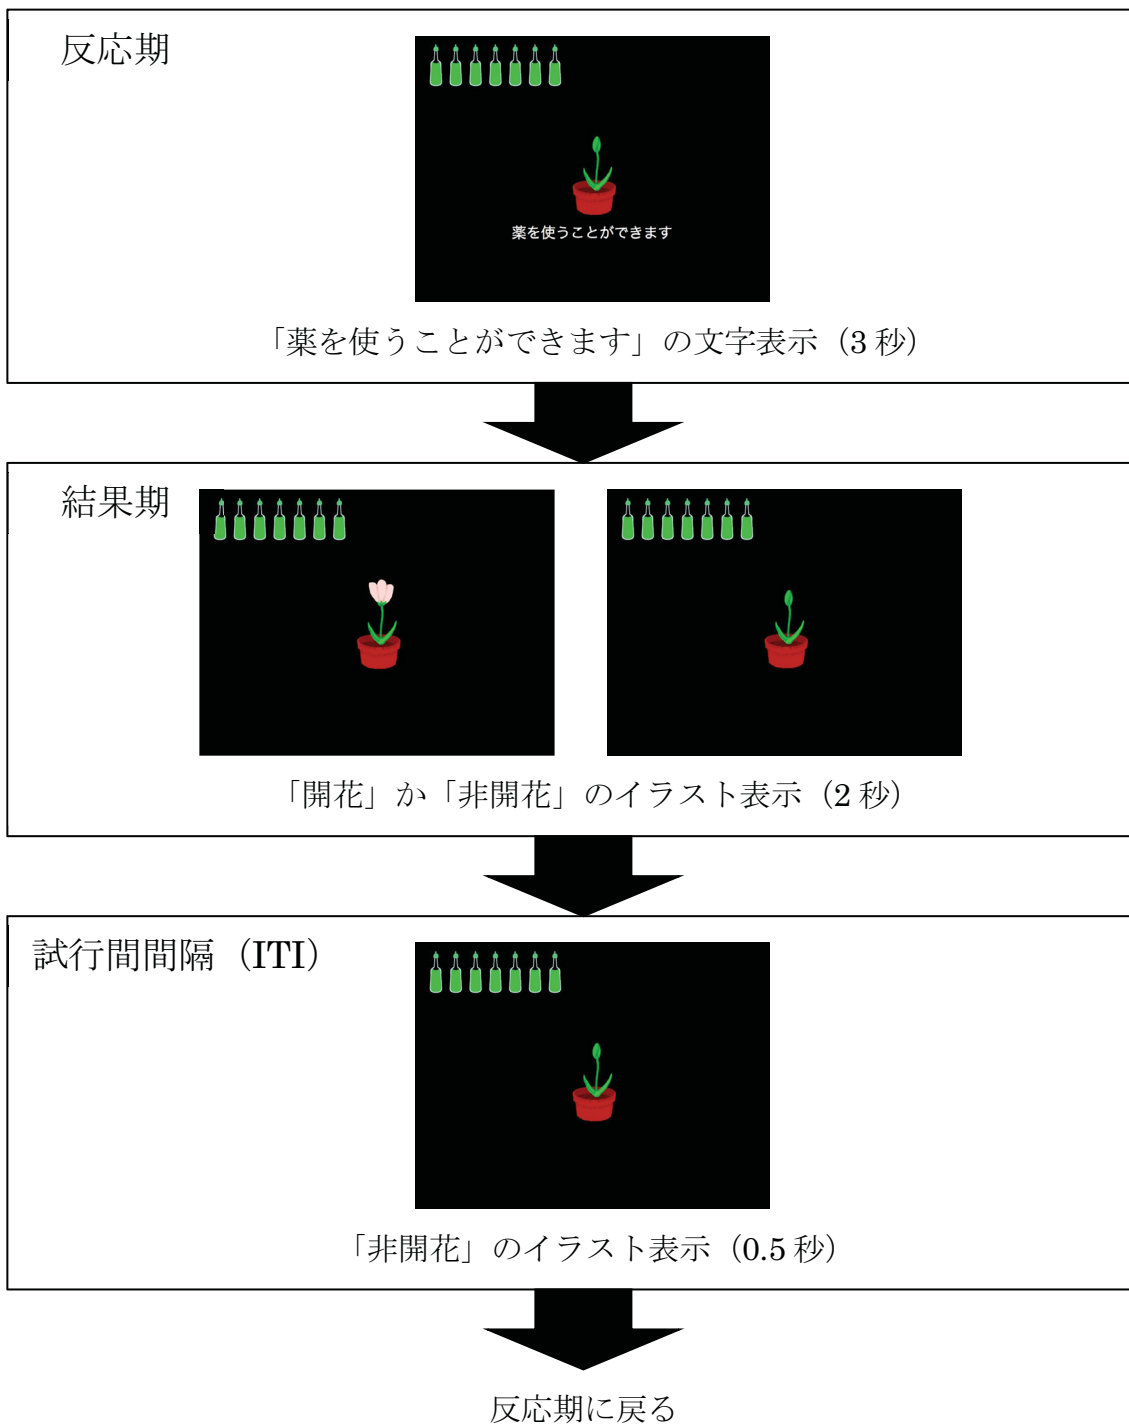 反応期
薬を使うことができます
「薬を使うことができます」の文字表示（3 秒）
結果期
「開花」か「非開花」のイラスト表示（2 秒）
試行間間隔（ITI）
「非開花」のイラスト表示（0.5 秒）
反応期に戻る